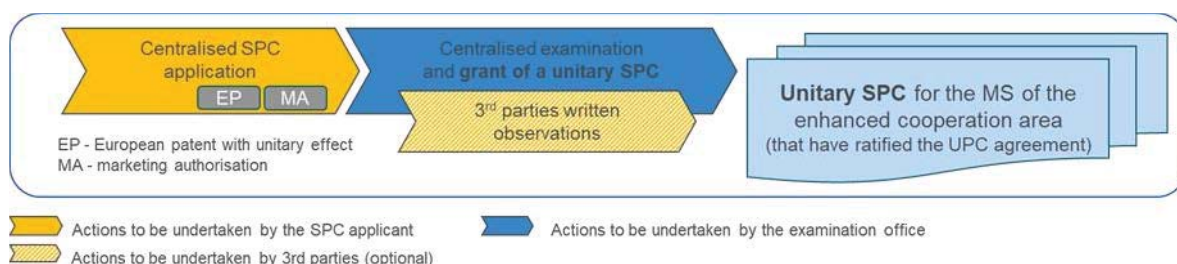 Centralised SPC
application
EP MA
EP - European patent with unitary effect
MA - marketing authorisation
Centralised examination
and grant of a unitary SPC
3rd parties written
observations
Unitary SPC for the MS of the
enhanced cooperation area
(that have ratified the UPC agreement)
Actions to be undertaken by the SPC applicant
Actions to be undertaken by the examination office
Actions to be undertaken by 3rd parties (optional)